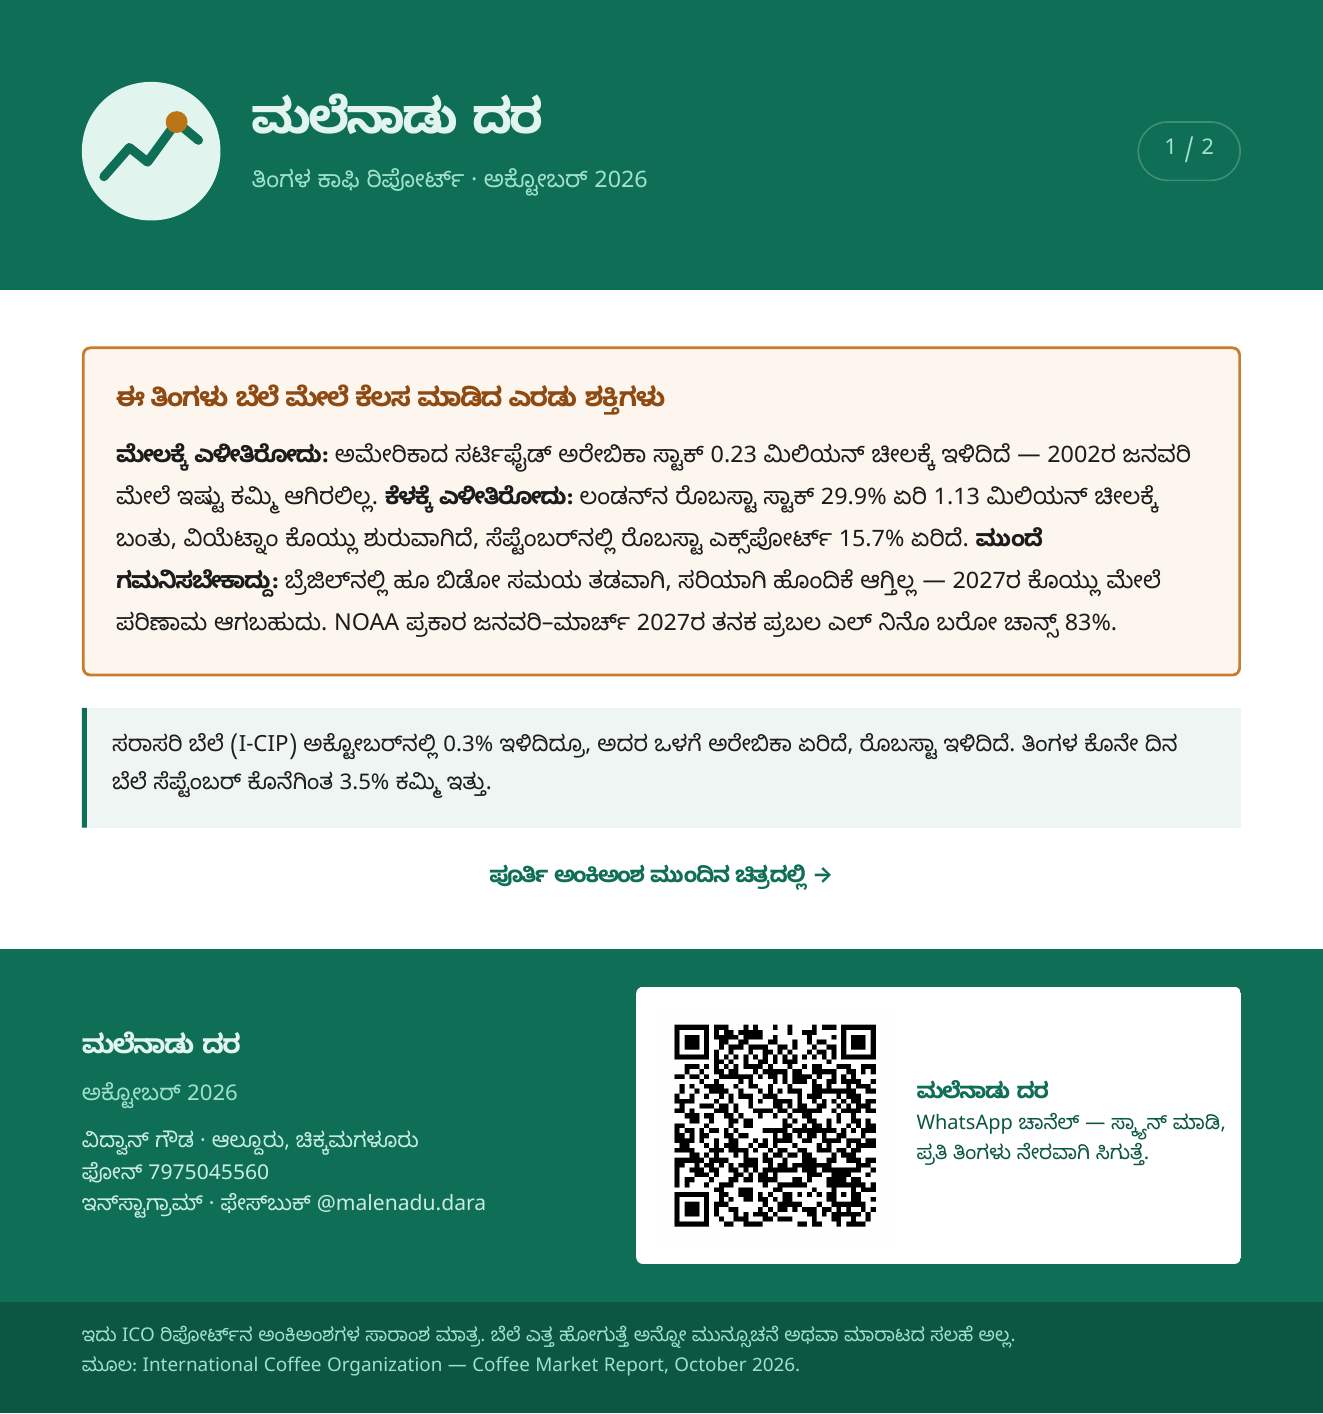 ಮಲೆನಾಡು ದರ
ತಿಂಗಳ ಕಾಫಿ ರಿಪೋರ್ಟ್ · ಅಕ್ಟೋಬರ್ 2026
1 / 2
ಈ ತಿಂಗಳು ಬೆಲೆ ಮೇಲೆ ಕೆಲಸ ಮಾಡಿದ ಎರಡು ಶಕ್ತಿಗಳು
ಮೇಲಕ್ಕೆ ಎಳೀತಿರೋದು: ಅಮೇರಿಕಾದ ಸರ್ಟಿಫೈಡ್ ಅರೇಬಿಕಾ ಸ್ಟಾಕ್ 0.23 ಮಿಲಿಯನ್ ಚೀಲಕ್ಕೆ ಇಳಿದಿದೆ — 2002ರ ಜನವರಿ
ಮೇಲೆ ಇಷ್ಟು ಕಮ್ಮಿ ಆಗಿರಲಿಲ್ಲ. ಕೆಳಕ್ಕೆ ಎಳೀತಿರೋದು: ಲಂಡನ್‌ನ ರೊಬಸ್ಟಾ ಸ್ಟಾಕ್ 29.9% ಏರಿ 1.13 ಮಿಲಿಯನ್ ಚೀಲಕ್ಕೆ
ಬಂತು, ವಿಯೆಟ್ನಾಂ ಕೊಯ್ಲು ಶುರುವಾಗಿದೆ, ಸೆಪ್ಟೆಂಬರ್‌ನಲ್ಲಿ ರೊಬಸ್ಟಾ ಎಕ್ಸ್‌ಪೋರ್ಟ್ 15.7% ಏರಿದೆ. ಮುಂದೆ
ಗಮನಿಸಬೇಕಾದ್ದು: ಬ್ರೆಜಿಲ್‌ನಲ್ಲಿ ಹೂ ಬಿಡೋ ಸಮಯ ತಡವಾಗಿ, ಸರಿಯಾಗಿ ಹೊಂದಿಕೆ ಆಗ್ತಿಲ್ಲ — 2027ರ ಕೊಯ್ಲು ಮೇಲೆ
ಪರಿಣಾಮ ಆಗಬಹುದು. NOAA ಪ್ರಕಾರ ಜನವರಿ–ಮಾರ್ಚ್ 2027ರ ತನಕ ಪ್ರಬಲ ಎಲ್ ನಿನೊ ಬರೋ ಚಾನ್ಸ್ 83%.
ಸರಾಸರಿ ಬೆಲೆ (I-CIP) ಅಕ್ಟೋಬರ್‌ನಲ್ಲಿ 0.3% ಇಳಿದಿದ್ರೂ, ಅದರ ಒಳಗೆ ಅರೇಬಿಕಾ ಏರಿದೆ, ರೊಬಸ್ಟಾ ಇಳಿದಿದೆ. ತಿಂಗಳ ಕೊನೇ ದಿನ
ಬೆಲೆ ಸೆಪ್ಟೆಂಬರ್ ಕೊನೆಗಿಂತ 3.5% ಕಮ್ಮಿ ಇತ್ತು.
ಪೂರ್ತಿ ಅಂಕಿಅಂಶ ಮುಂದಿನ ಚಿತ್ರದಲ್ಲಿ →
ಮಲೆನಾಡು ದರ
ಅಕ್ಟೋಬರ್ 2026
ವಿದ್ವಾನ್ ಗೌಡ · ಆಲ್ದೂರು, ಚಿಕ್ಕಮಗಳೂರು
ಫೋನ್ 7975045560
ಇನ್‌ಸ್ಟಾಗ್ರಾಮ್ · ಫೇಸ್‌ಬುಕ್ @malenadu.dara
ಮಲೆನಾಡು ದರ
WhatsApp ಚಾನೆಲ್ — ಸ್ಕ್ಯಾನ್ ಮಾಡಿ,
ಪ್ರತಿ ತಿಂಗಳು ನೇರವಾಗಿ ಸಿಗುತ್ತೆ.
ಇದು ICO ರಿಪೋರ್ಟ್‌ನ ಅಂಕಿಅಂಶಗಳ ಸಾರಾಂಶ ಮಾತ್ರ. ಬೆಲೆ ಎತ್ತ ಹೋಗುತ್ತೆ ಅನ್ನೋ ಮುನ್ಸೂಚನೆ ಅಥವಾ ಮಾರಾಟದ ಸಲಹೆ ಅಲ್ಲ.
ಮೂಲ: International Coffee Organization — Coffee Market Report, October 2026.